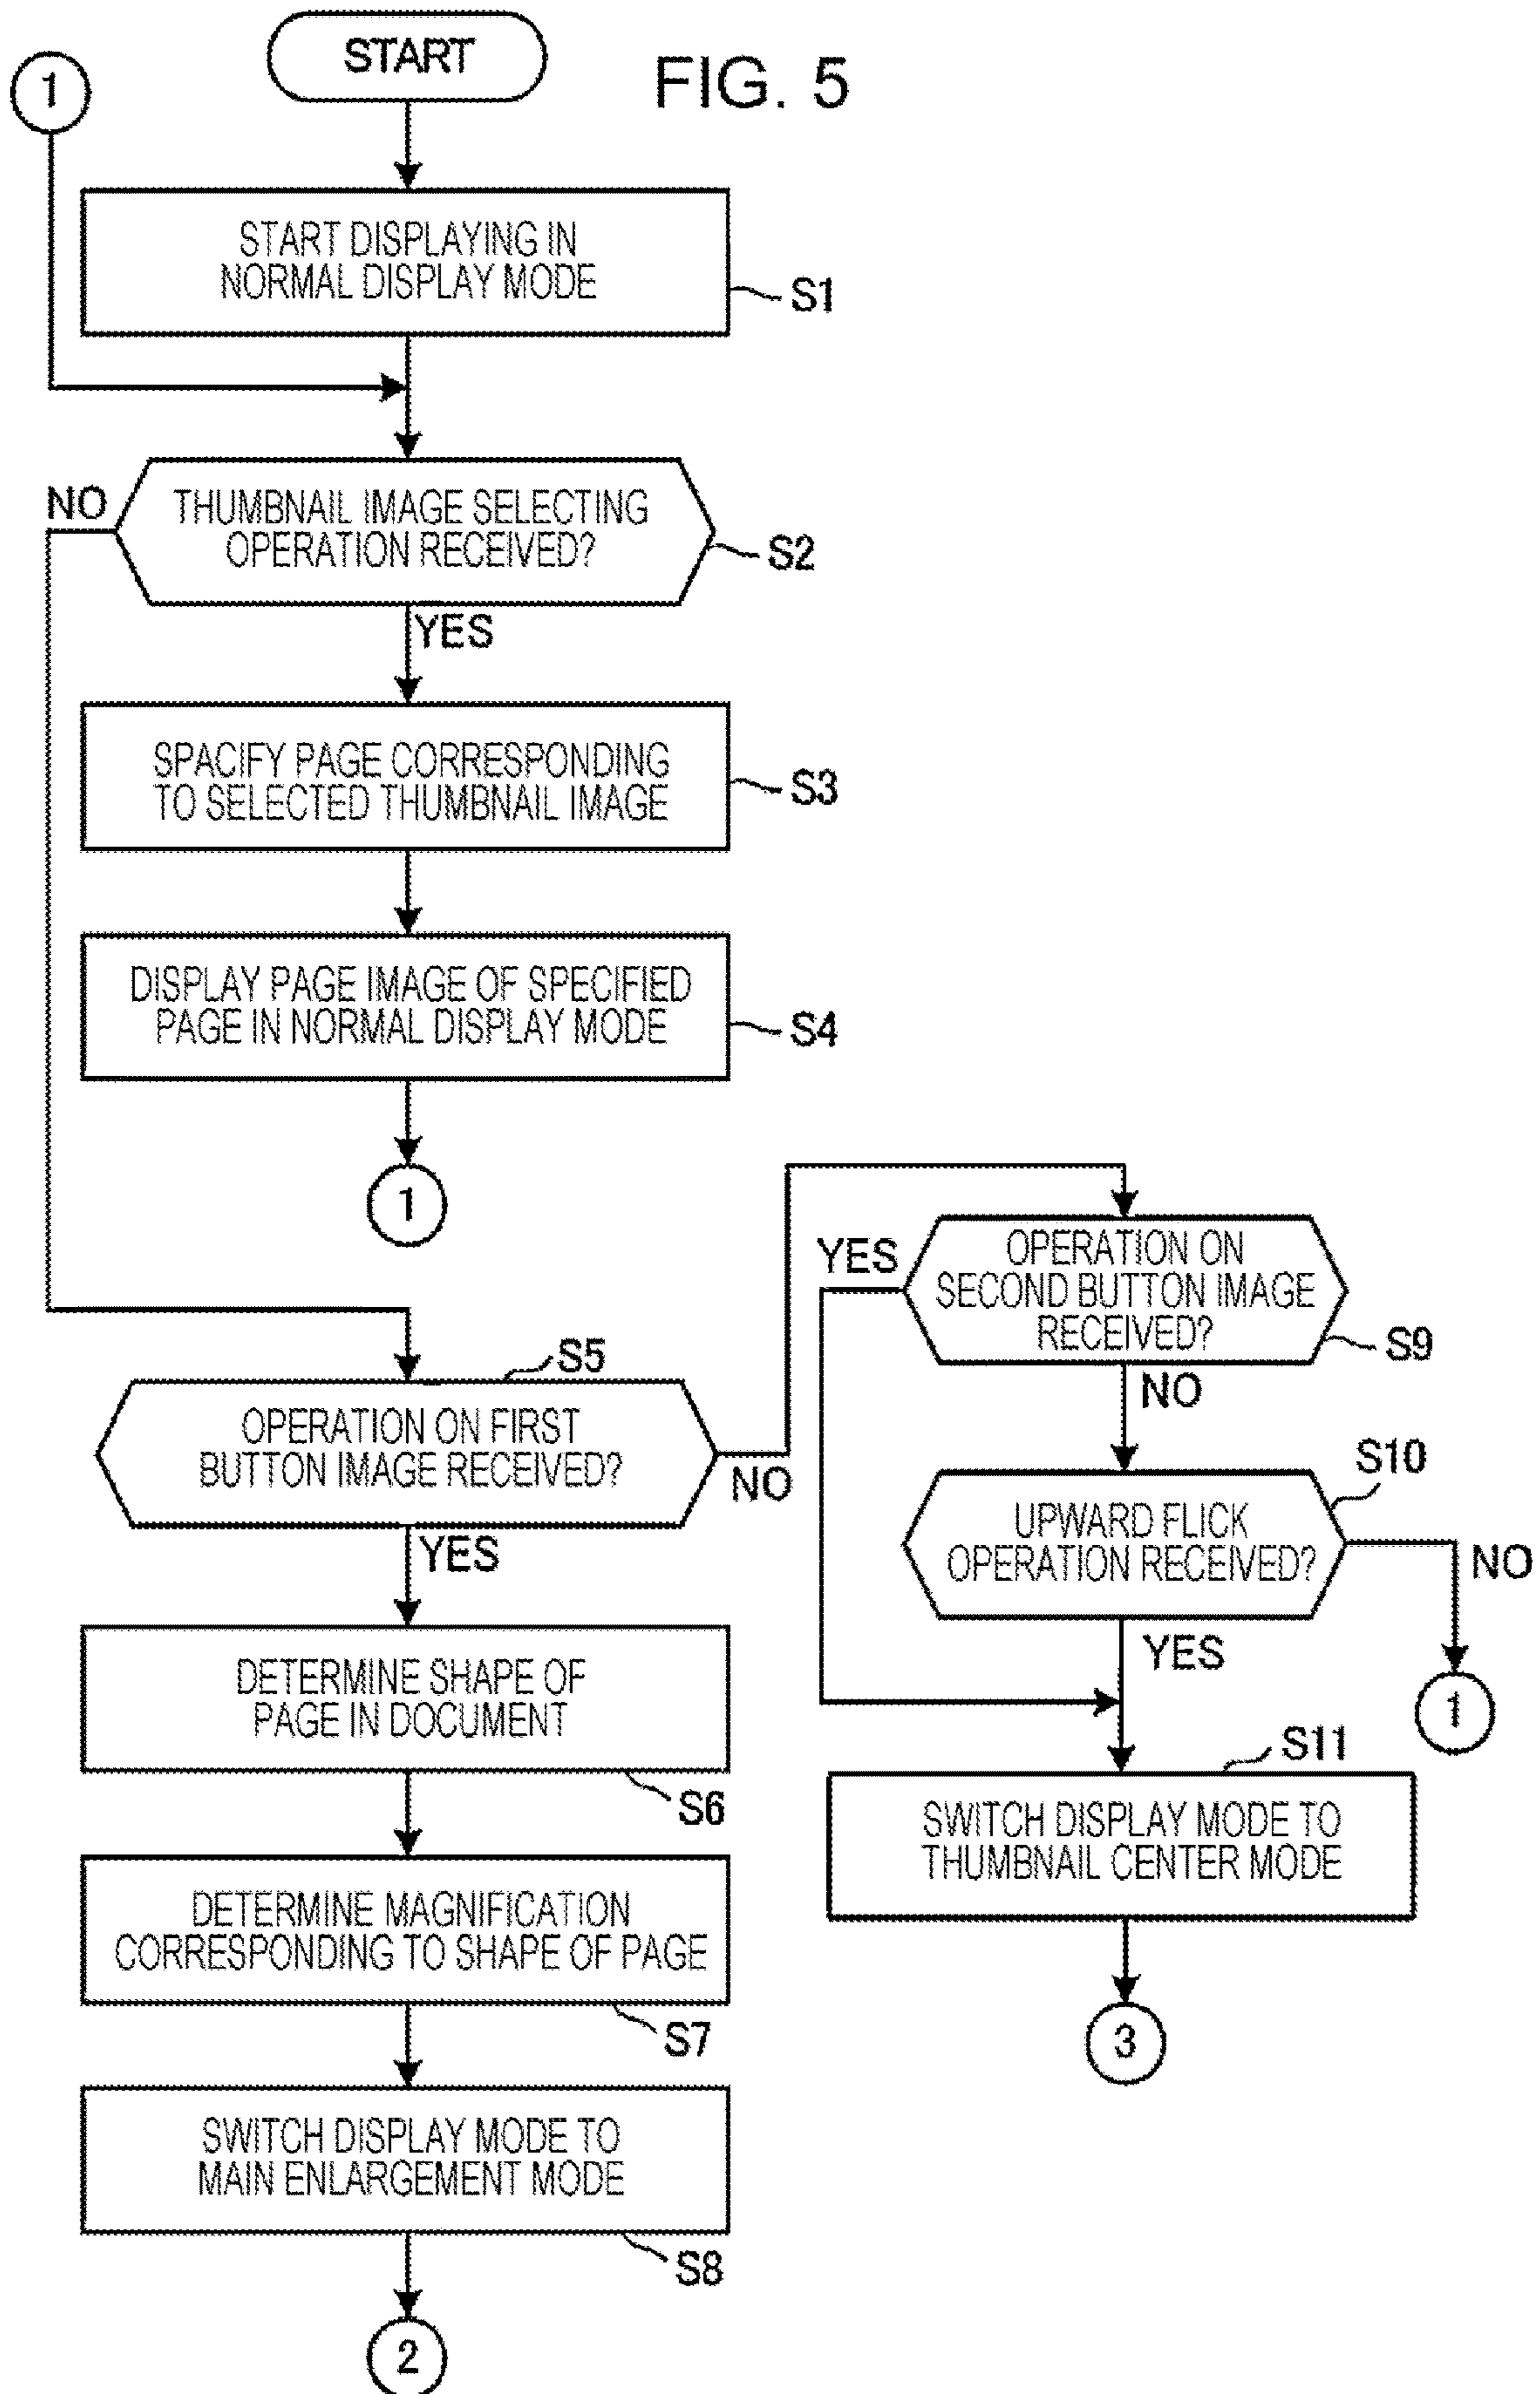 START
FIG. 5
1
START DISPLAYING IN
NORMAL DISPLAY MODE
S1
NO
THUMBNAIL IMAGE SELECTING
OPERATION RECEIVED?
S2
YES
SPACIFY PAGE CORRESPONDING
TO SELECTED THUMBNAIL IMAGE
S3
DISPLAY PAGE IMAGE OF SPECIFIED
PAGE IN NORMAL DISPLAY MODE
S4
1
S5
OPERATION ON FIRST
BUTTON IMAGE RECEIVED?
NO
YES
DETERMINE SHAPE OF
PAGE IN DOCUMENT
S6
DETERMINE MAGNIFICATION
CORRESPONDING TO SHAPE OF PAGE
S7
SWITCH DISPLAY MODE TO
MAIN ENLARGEMENT MODE
S8
2
YES
OPERATION ON
SECOND BUTTON IMAGE
RECEIVED?
S9
NO
S10
UPWARD FLICK
OPERATION RECEIVED?
NO
YES
1
S11
SWITCH DISPLAY MODE TO
THUMBNAIL CENTER MODE
3